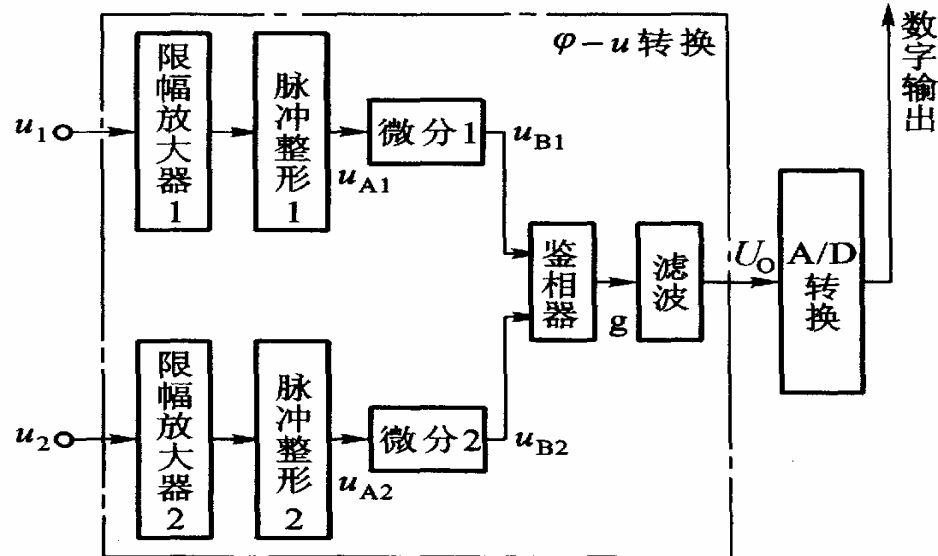 φ-u 转换
数字输出
u1
限幅放大器1
脉冲整形1
uA1
微分1
uB1
鉴相器
g
滤波
UO
A/D
转换
u2
限幅放大器2
脉冲整形2
uA2
微分2
uB2